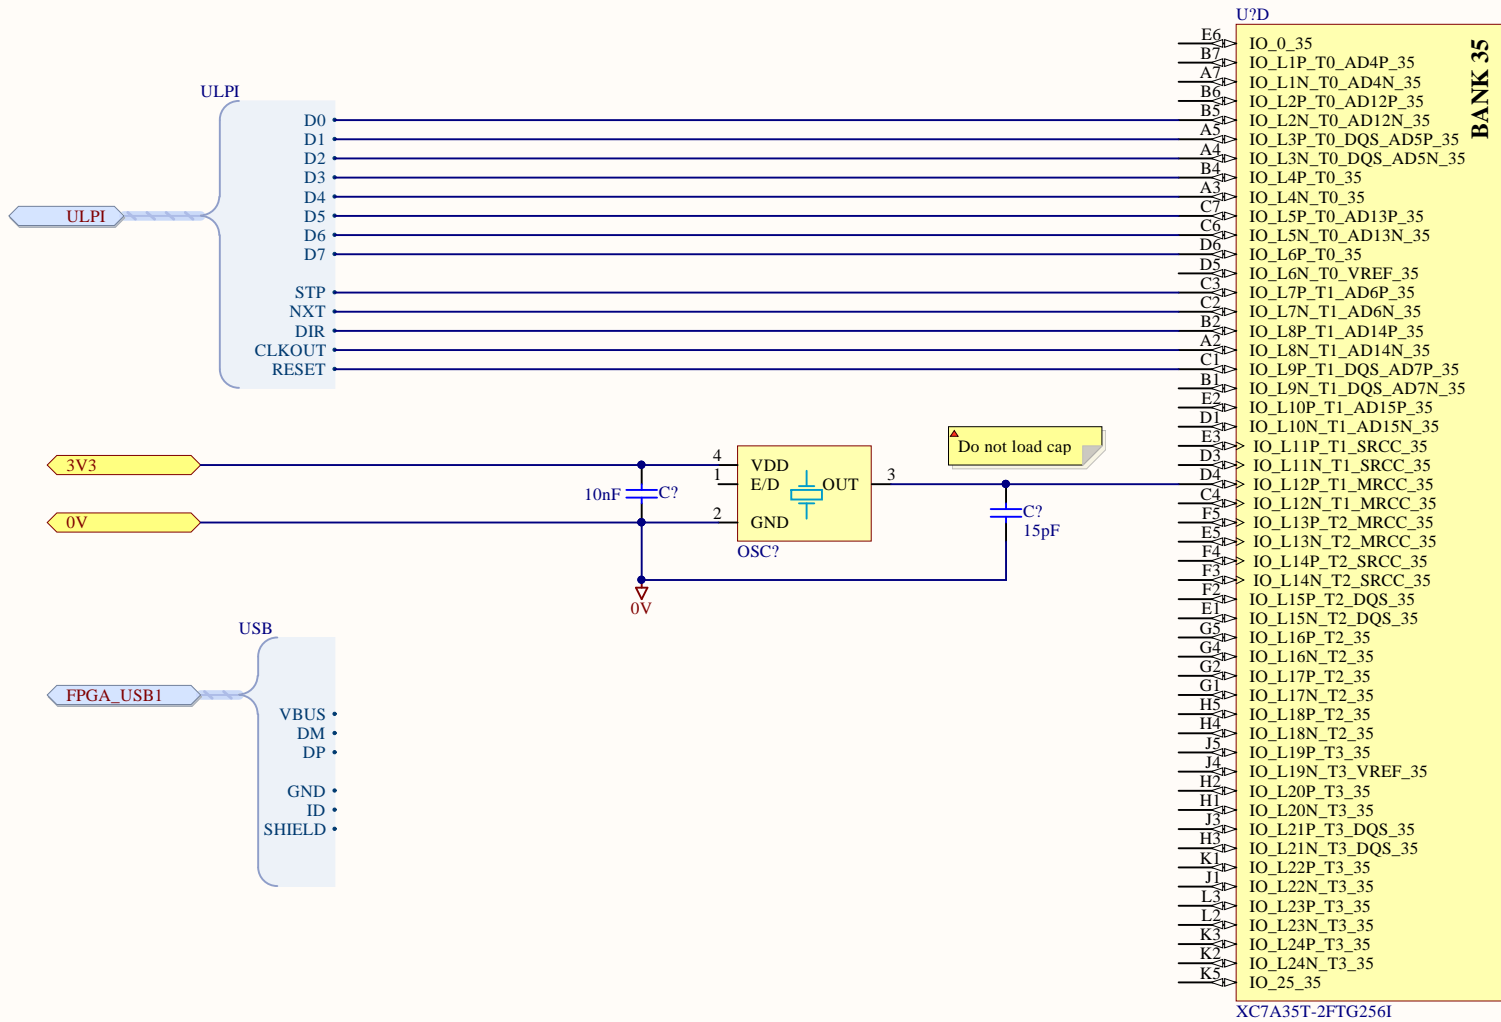 U?D
BANK 35
E6 IO_0_35
B7 IO_L1P_T0_AD4P_35
A7 IO_L1N_T0_AD4N_35
B6 IO_L2P_T0_AD12P_35
B5 IO_L2N_T0_AD12N_35
A5 IO_L3P_T0_DQS_AD5P_35
A4 IO_L3N_T0_DQS_AD5N_35
B4 IO_L4P_T0_35
A3 IO_L4N_T0_35
C7 IO_L5P_T0_AD13P_35
C6 IO_L5N_T0_AD13N_35
D6 IO_L6P_T0_35
D5 IO_L6N_T0_VREF_35
C3 IO_L7P_T1_AD6P_35
C2 IO_L7N_T1_AD6N_35
B2 IO_L8P_T1_AD14P_35
A2 IO_L8N_T1_AD14N_35
C1 IO_L9P_T1_DQS_AD7P_35
B1 IO_L9N_T1_DQS_AD7N_35
E2 IO_L10P_T1_AD15P_35
D1 IO_L10N_T1_AD15N_35
E3 IO_L11P_T1_SRCC_35
D3 IO_L11N_T1_SRCC_35
D4 IO_L12P_T1_MRCC_35
C4 IO_L12N_T1_MRCC_35
F5 IO_L13P_T2_MRCC_35
E5 IO_L13N_T2_MRCC_35
F4 IO_L14P_T2_SRCC_35
F3 IO_L14N_T2_SRCC_35
F2 IO_L15P_T2_DQS_35
E1 IO_L15N_T2_DQS_35
G5 IO_L16P_T2_35
G4 IO_L16N_T2_35
G2 IO_L17P_T2_35
G1 IO_L17N_T2_35
H5 IO_L18P_T2_35
H4 IO_L18N_T2_35
J5 IO_L19P_T3_35
J4 IO_L19N_T3_VREF_35
H2 IO_L20P_T3_35
H1 IO_L20N_T3_35
J3 IO_L21P_T3_DQS_35
H3 IO_L21N_T3_DQS_35
K1 IO_L22P_T3_35
J1 IO_L22N_T3_35
L3 IO_L23P_T3_35
L2 IO_L23N_T3_35
K3 IO_L24P_T3_35
K2 IO_L24N_T3_35
K5 IO_25_35
XC7A35T-2FTG256I
ULPI
ULPI
D0
D1
D2
D3
D4
D5
D6
D7
STP
NXT
DIR
CLKOUT
RESET
3V3
0V
10nF C?
4 VDD
1 E/D OUT 3
2 GND
OSC?
Do not load cap
C?
15pF
0V
USB
FPGA_USB1
VBUS
DM
DP
GND
ID
SHIELD